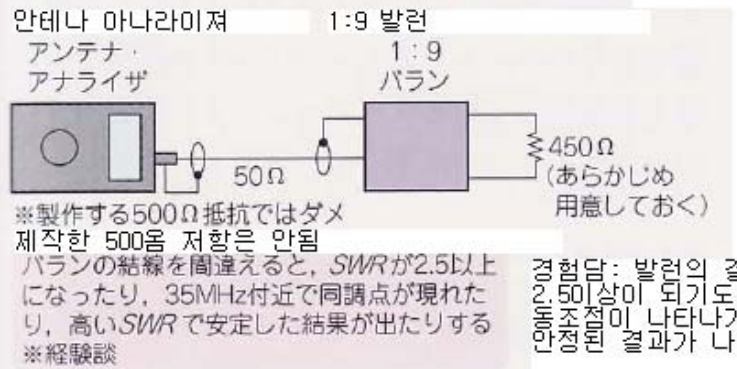 안테나 아나라이져
1:9 발런
アンテナ・
アナライザ
1:9
バラン
50Ω
450Ω
(あらかじめ
用意しておく)
※製作する500Ω抵抗ではダメ
제작한 500옴 저항은 안됨
バランの結線を間違えると，SWRが2.5以上
になったり，35MHz付近で同調点が現れた
り，高いSWRで安定した結果が出たりする
※経験談
경험담: 발런의 결
2.5이상이 되기도
동조점이 나타나기
안정된 결과가 나